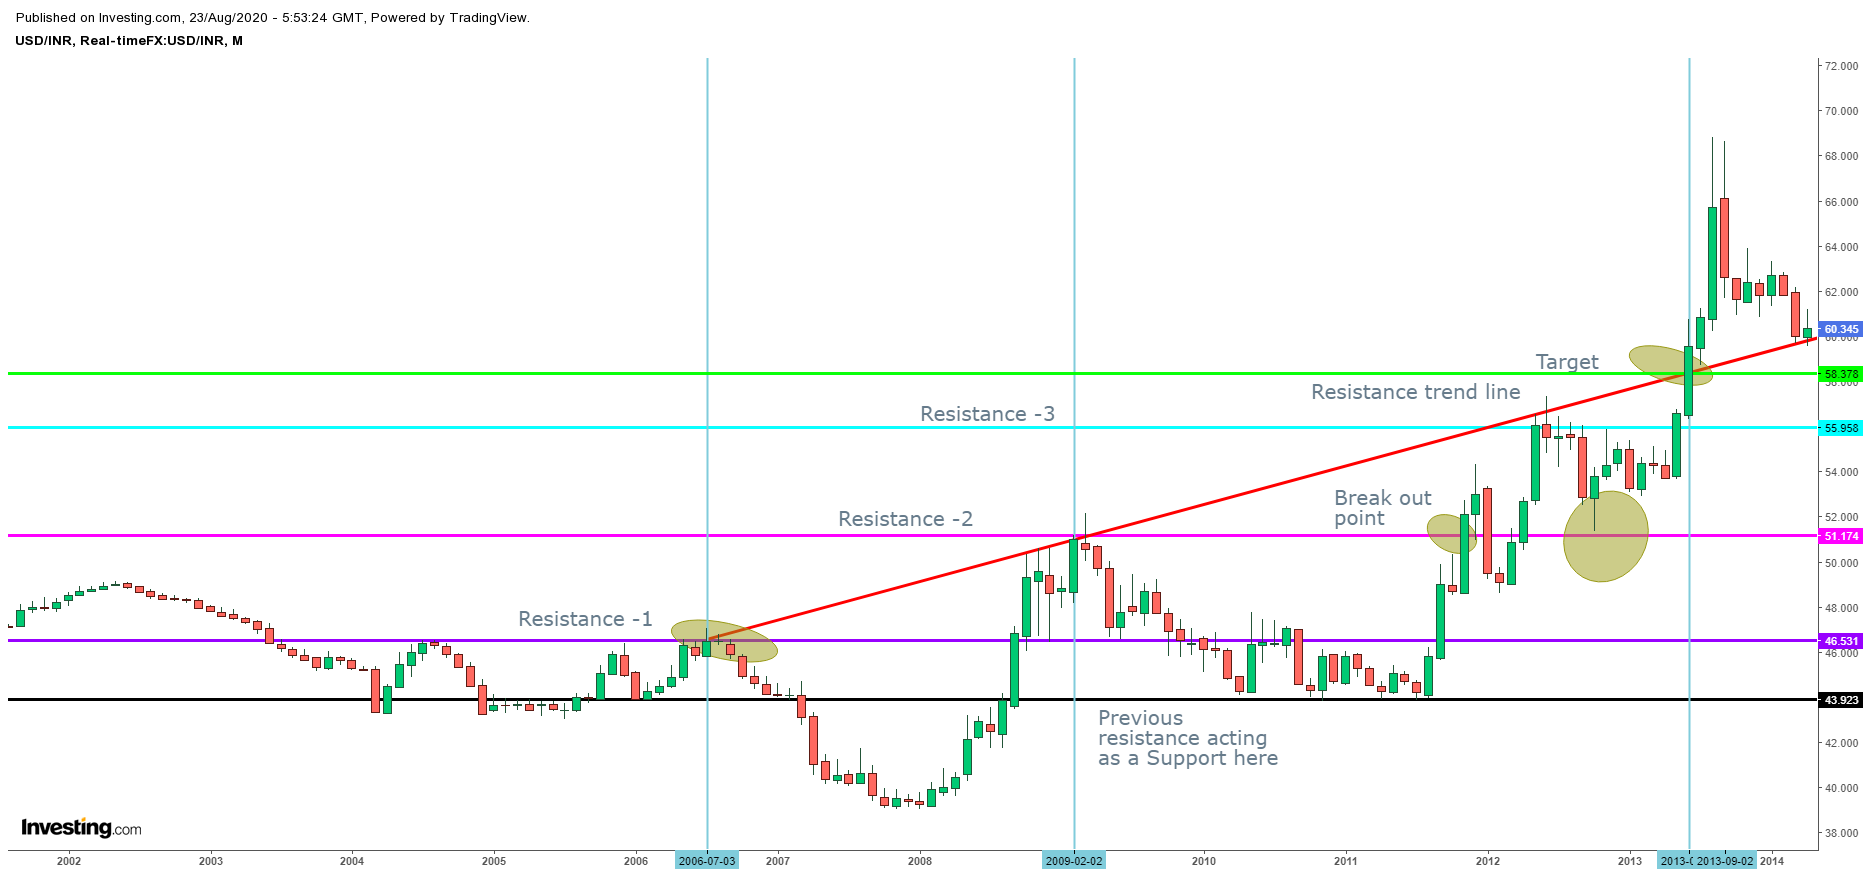 Published on Investing.com, 23/Aug/2020 - 5:53:24 GMT, Powered by TradingView.
USD/INR, Real-timeFX:USD/INR, M
72.000
70.000
68.000
66.000
64.000
62.000
60.345
60.000
Target
58.378
58.000
Resistance trend line
Resistance -3
55.958
54.000
Break out
point
52.000
Resistance -2
51.174
50.000
48.000
Resistance -1
46.531
46.000
43.923
Previous
resistance acting
as a Support here
42.000
40.000
38.000
Investing.com
2002
2003
2004
2005
2006
2006-07-03
2007
2008
2009-02-02
2010
2011
2012
2013
2013-0
2013-09-02
2014